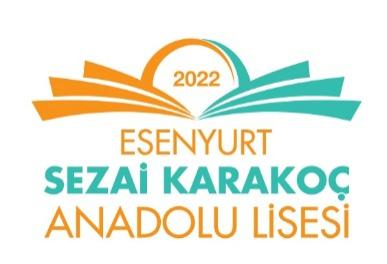 2022
ESENYURT
SEZAİ KARAKOÇ
ANADOLU LİSESİ